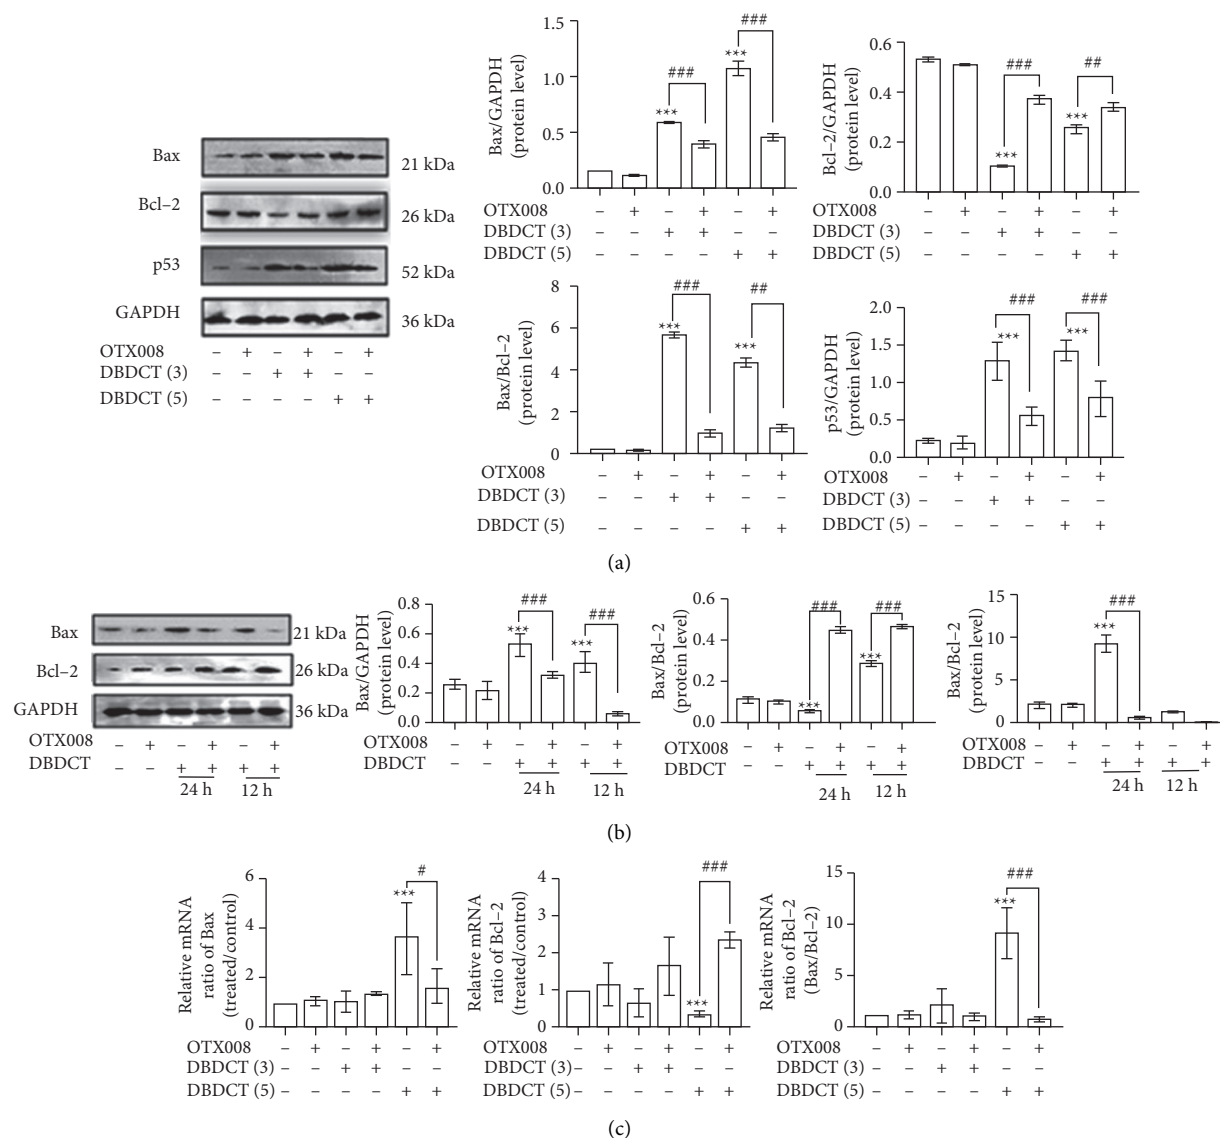 Bax
21 kDa
Bcl–2
26 kDa
p53
52 kDa
GAPDH
36 kDa
OTX008 – + – + – +
DBDCT (3) – – + + – –
DBDCT (5) – – – – + +
Bax/GAPDH
(protein level)
1.5
1.0
0.5
0.0
***
###
***
###
OTX008 – + – + – +
DBDCT (3) – – + + – –
DBDCT (5) – – – – + +
Bcl–2/GAPDH
(protein level)
0.6
0.4
0.2
0.0
***
###
***
##
OTX008 – + – + – +
DBDCT (3) – – + + – –
DBDCT (5) – – – – + +
Bax/Bcl–2
(protein level)
8
6
4
2
0
***
###
***
##
OTX008 – + – + – +
DBDCT (3) – – + + – –
DBDCT (5) – – – – + +
p53/GAPDH
(protein level)
2.0
1.5
1.0
0.5
0.0
***
###
***
###
OTX008 – + – + – +
DBDCT (3) – – + + – –
DBDCT (5) – – – – + +
(a)
Bax
21 kDa
Bcl–2
26 kDa
GAPDH
36 kDa
OTX008 – + – + – +
DBDCT – – + + + +
24 h 12 h
Bax/GAPDH
(protein level)
0.8
0.6
0.4
0.2
0.0
***
###
***
###
OTX008 – + – + – +
DBDCT – – + + + +
24 h 12 h
Bax/Bcl–2
(protein level)
0.6
0.4
0.2
0.0
***
###
***
###
OTX008 – + – + – +
DBDCT – – + + + +
24 h 12 h
Bax/Bcl–2
(protein level)
15
10
5
0
***
###
OTX008 – + – + – +
DBDCT – – + + + +
24 h 12 h
(b)
Relative mRNA
ratio of Bax
(treated/control)
6
4
2
0
***
#
OTX008 – + – + – +
DBDCT (3) – – + + – –
DBDCT (5) – – – – + +
Relative mRNA
ratio of Bcl–2
(treated/control)
4
3
2
1
0
***
###
OTX008 – + – + – +
DBDCT (3) – – + + – –
DBDCT (5) – – – – + +
Relative mRNA
ratio of Bcl–2
(Bax/Bcl–2)
15
10
5
0
***
###
OTX008 – + – + – +
DBDCT (3) – – + + – –
DBDCT (5) – – – – + +
(c)